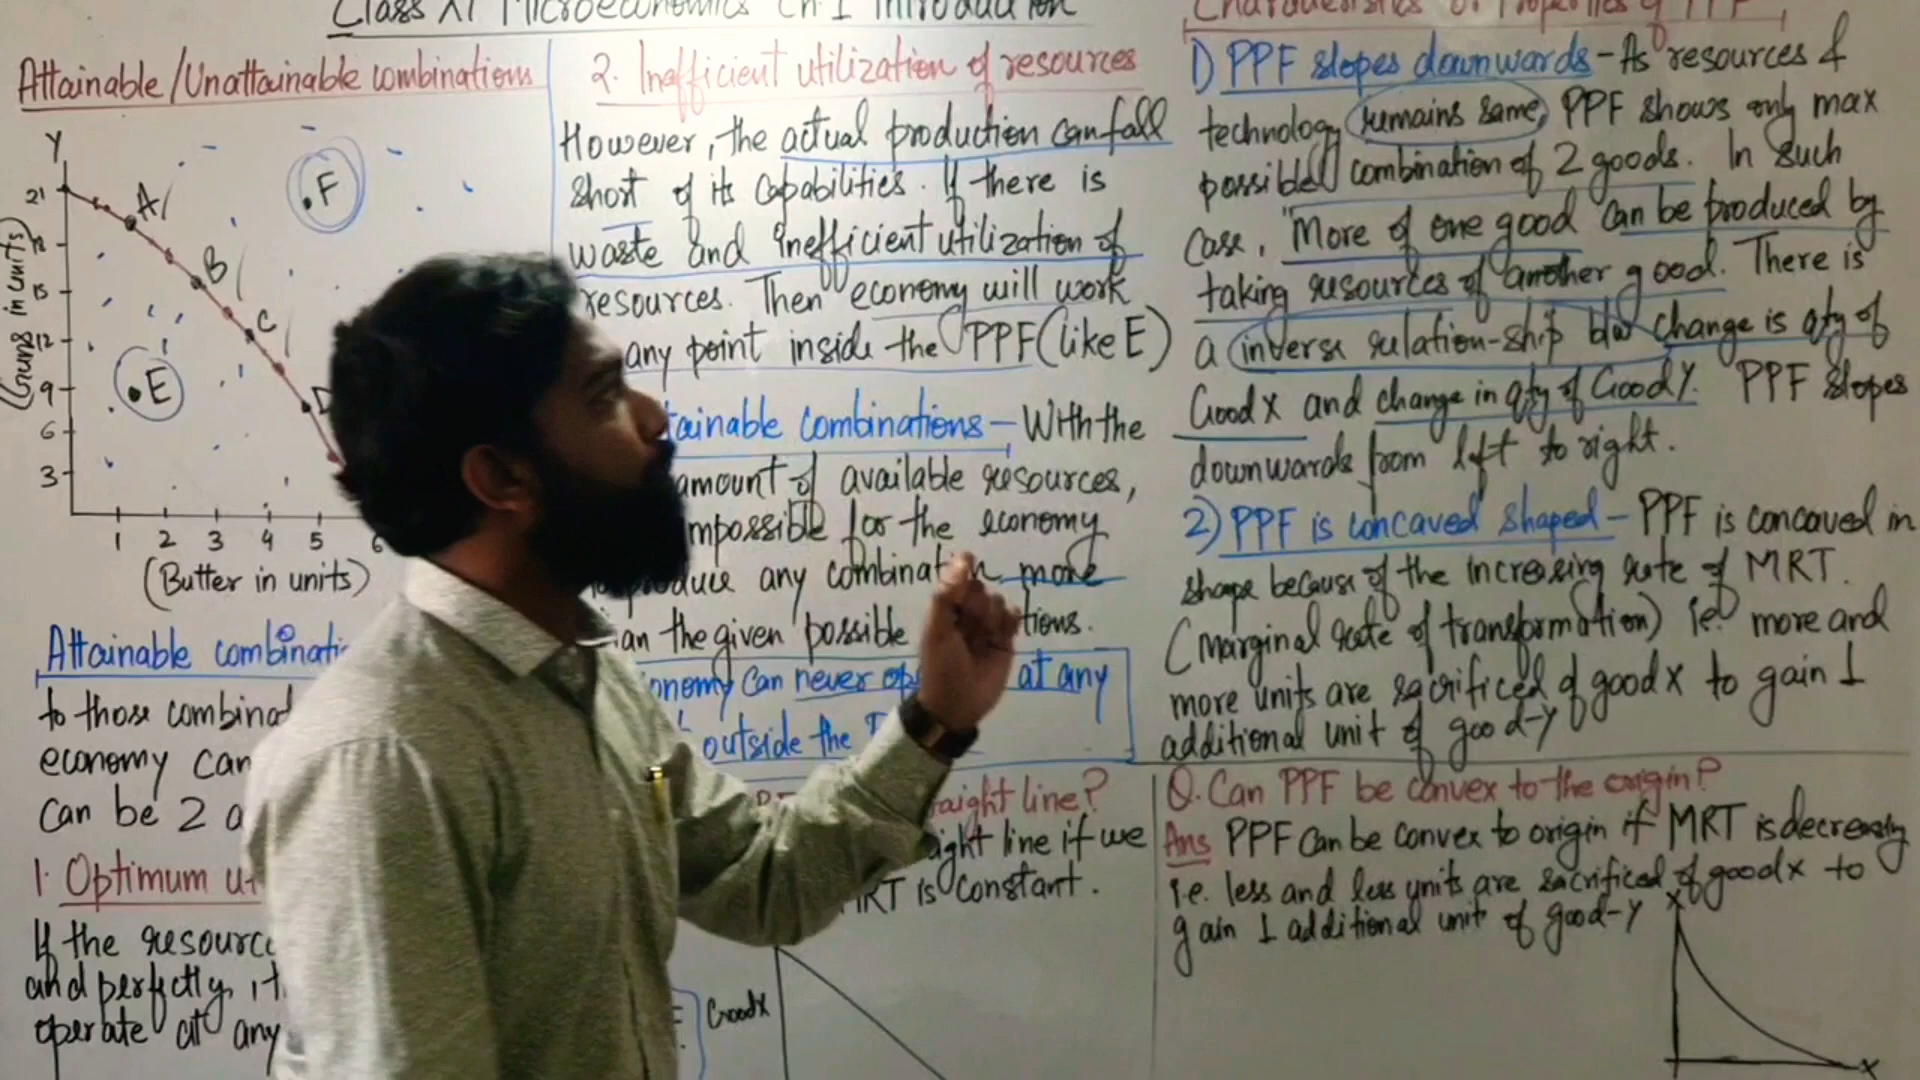 Class XI Microeconomics Ch 1 Introduction
Attainable/Unattainable combinations
Y
21
18
15
12
9
6
3
(Guns in units)
A
B
C
D
E
F
1 2 3 4 5 6
(Butter in units)
Attainable combinati
to those combinat
economy can
can be 2 a
1. Optimum ut
If the resource
and perfectly, it
operate at any
2. Inefficient utilization of resources
However, the actual production can fall
short of its capabilities. If there is
waste and inefficient utilization of
resources. Then economy will work
any point inside the PPF (like E)
tainable combinations - With the
amount of available resources,
impossible for the economy
produce any combination more
an the given possible tions.
onomy can never op at any
outside the
aight line?
aight line if we
MRT is constant.
Good x
Characteristics or Properties of PPF
1) PPF slopes downwards - As resources &
technology remains same, PPF shows only max
possible combination of 2 goods. In such
case, "More of one good can be produced by
taking resources of another good. There is
a inverse relation-ship b/w change is qty of
Good x and change in qty of Good Y. PPF slopes
downwards from left to right.
2) PPF is concaved shaped - PPF is concaved in
shape because of the increasing rate of MRT.
(marginal rate of transformation) i.e. more and
more units are sacrificed of good x to gain 1
additional unit of good-y
Q. Can PPF be convex to the origin?
Ans PPF can be convex to origin if MRT is decreasing
i.e. less and less units are sacrificed of good x to
gain 1 additional unit of good-y
x
x